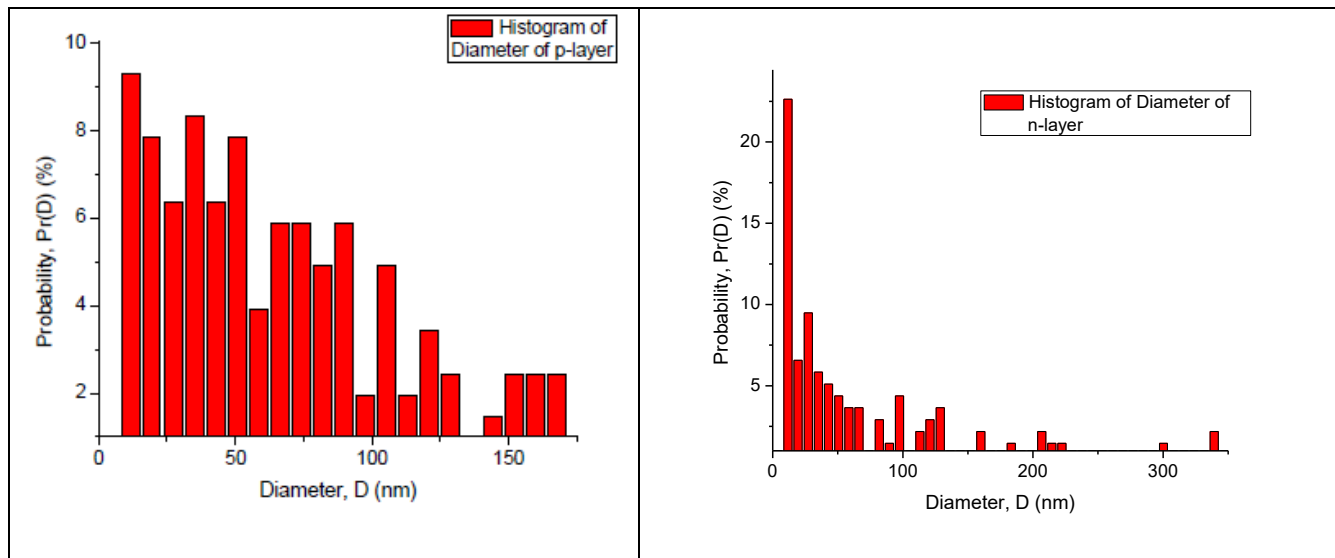 Histogram of
Diameter of p-layer
10
8
6
4
2
Probability, Pr(D) (%)
0
50
100
150
Diameter, D (nm)
Histogram of Diameter of
n-layer
20
15
10
5
Probability, Pr(D) (%)
0
100
200
300
Diameter, D (nm)